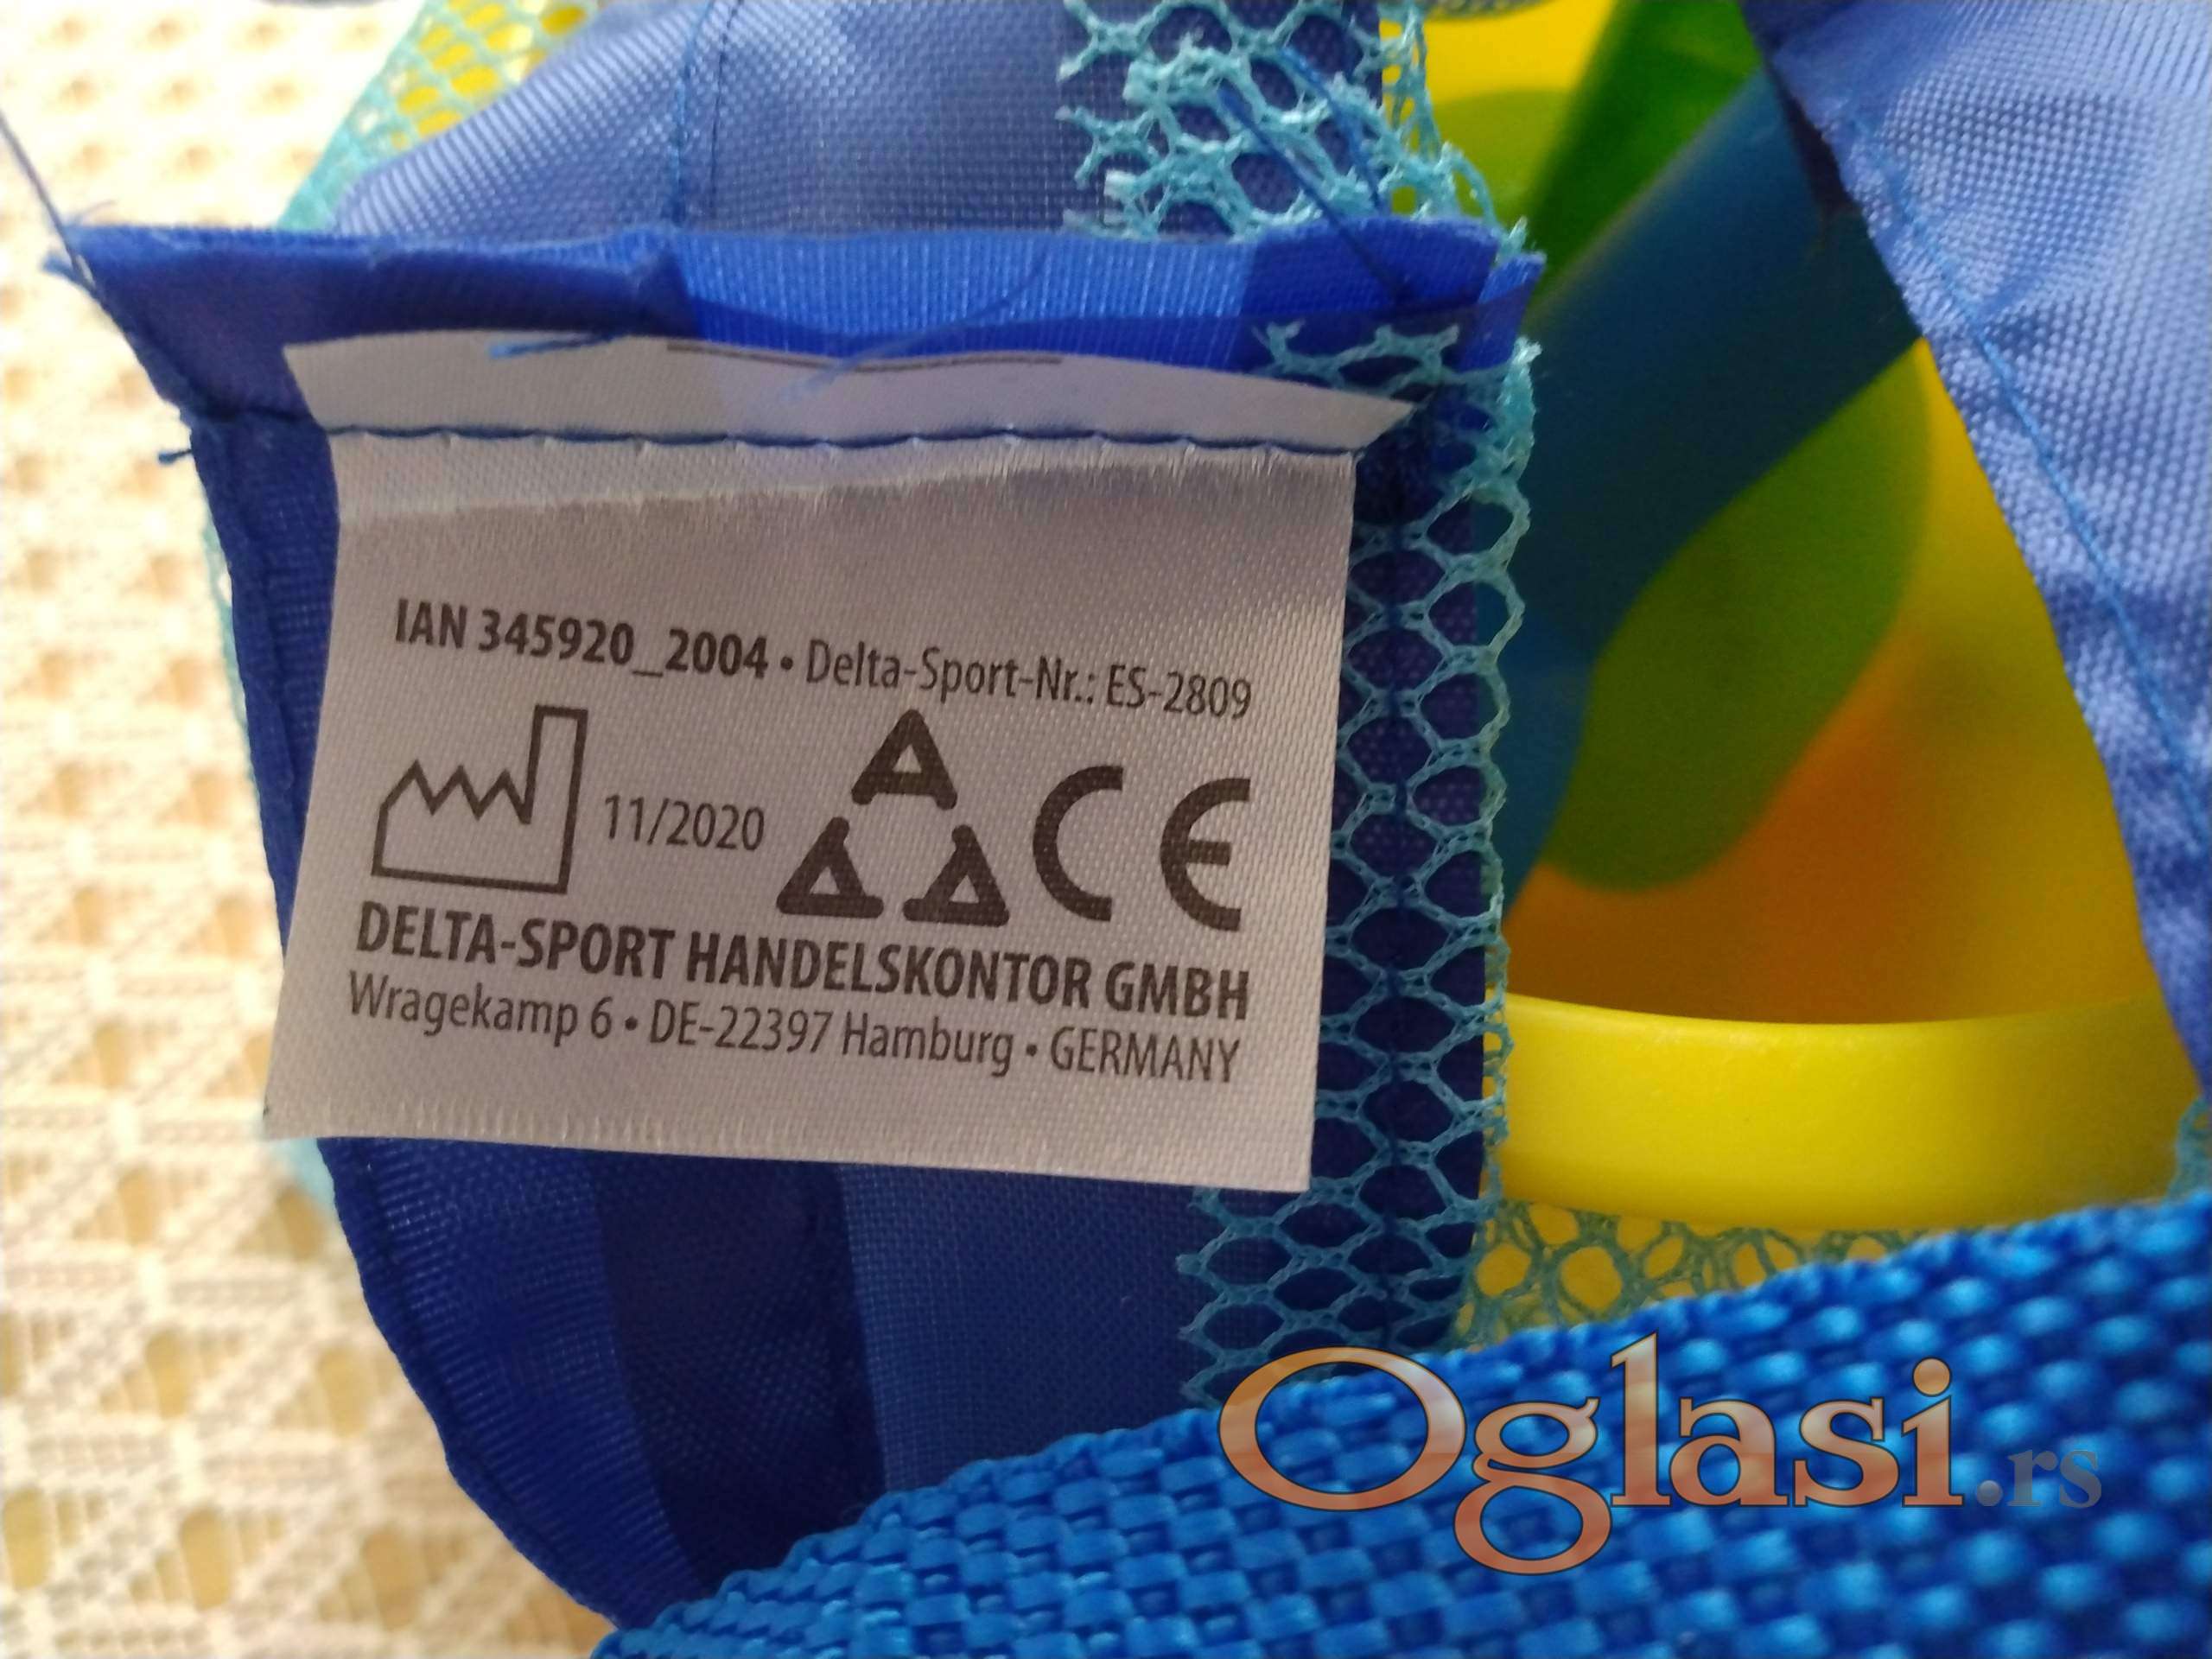 IAN 345920_2004 • Delta-Sport-Nr.: ES-2809
11/2020
CE
DELTA-SPORT HANDELSKONTOR GMBH
Wragekamp 6 • DE-22397 Hamburg • GERMANY
Oglasi.rs